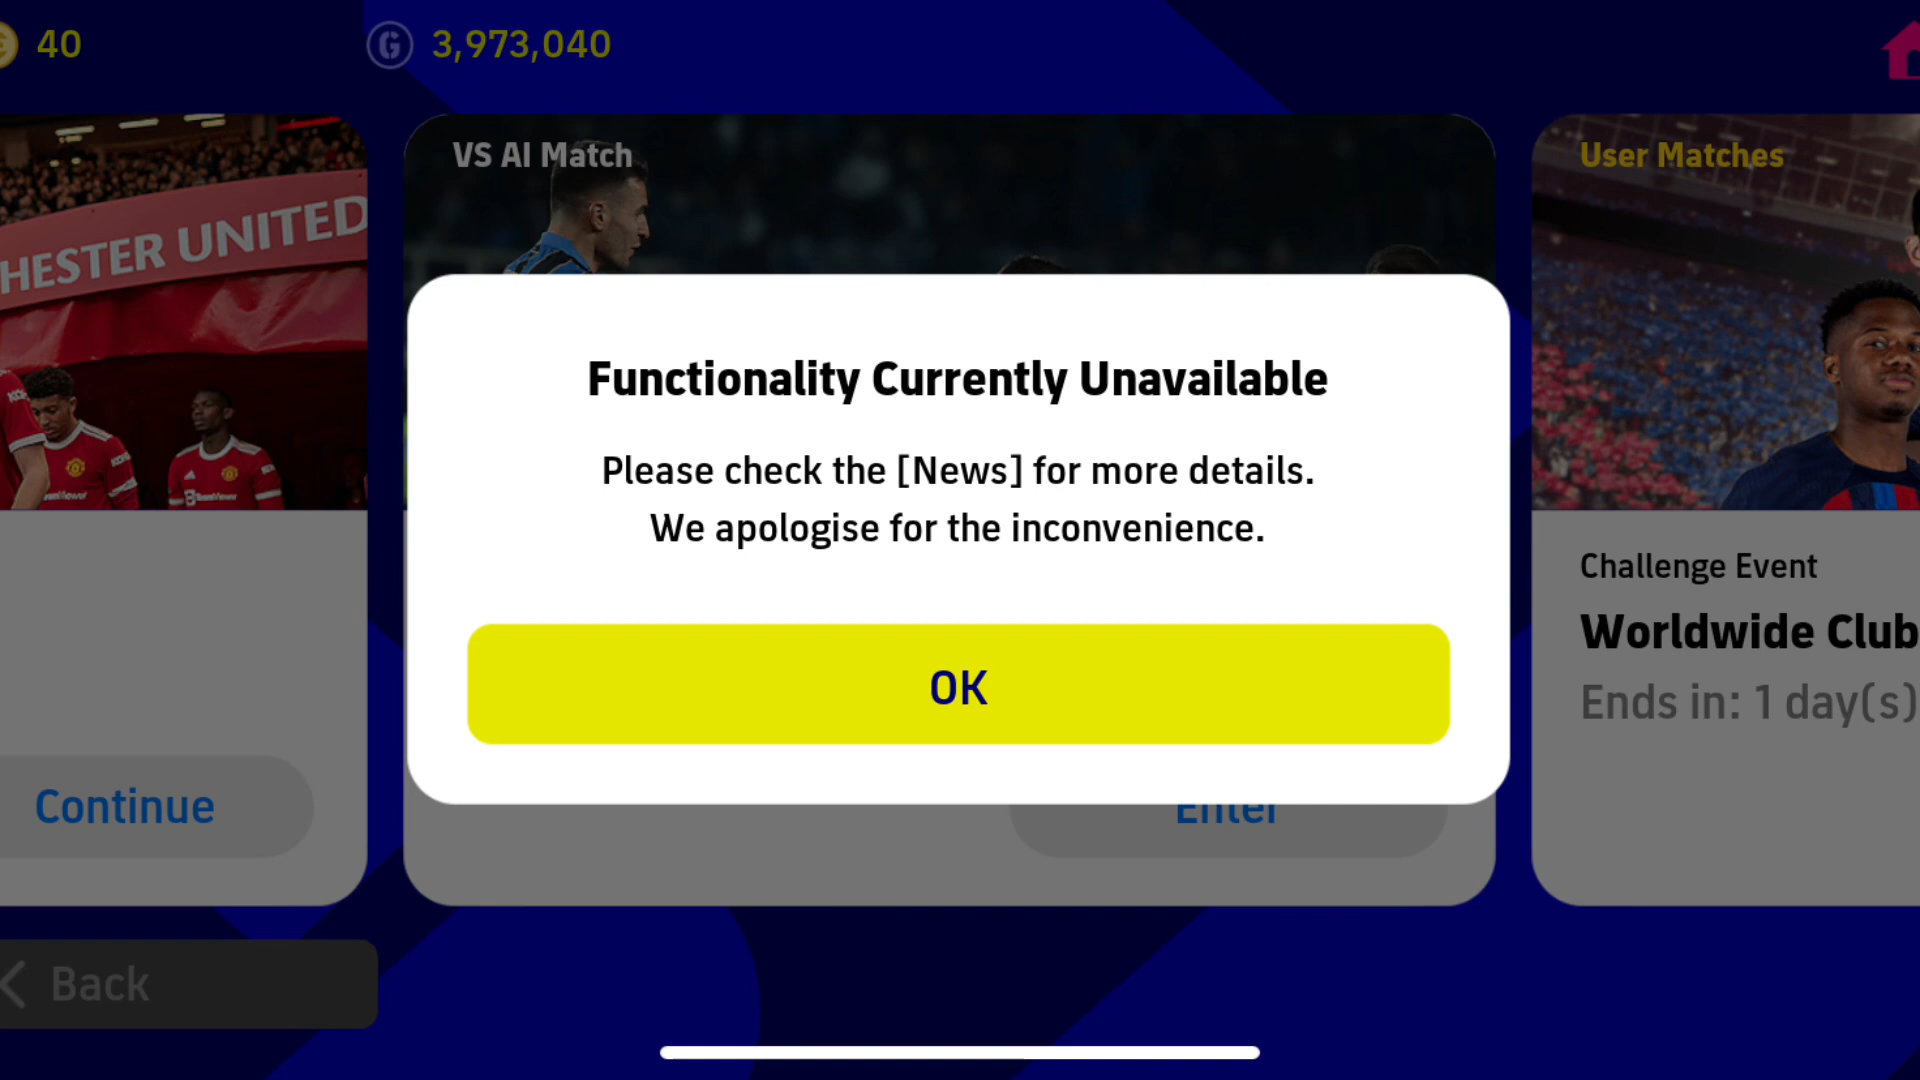 40
3,973,040
VS AI Match
User Matches
HESTER UNITED
Functionality Currently Unavailable
Please check the [News] for more details.
We apologise for the inconvenience.
OK
Challenge Event
Worldwide Club
Ends in: 1 day(s)
Continue
Enter
Back